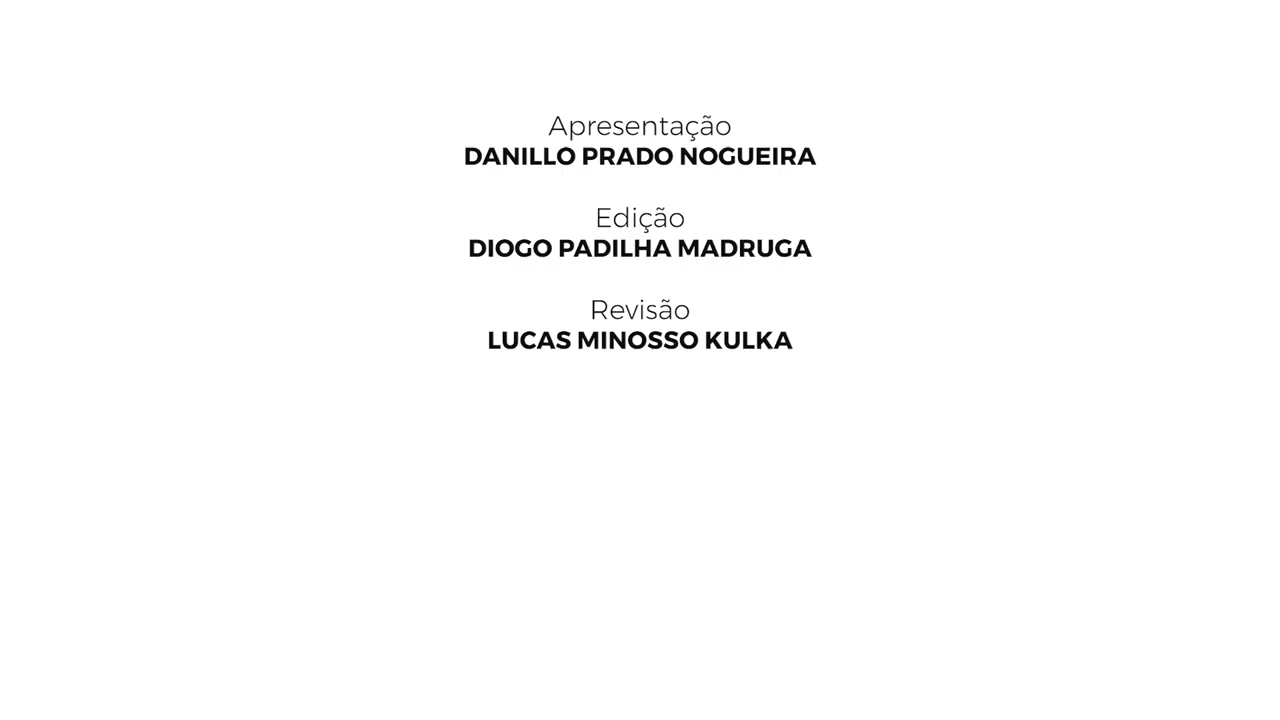 Apresentação
DANILLO PRADO NOGUEIRA
Edição
DIOGO PADILHA MADRUGA
Revisão
LUCAS MINOSSO KULKA